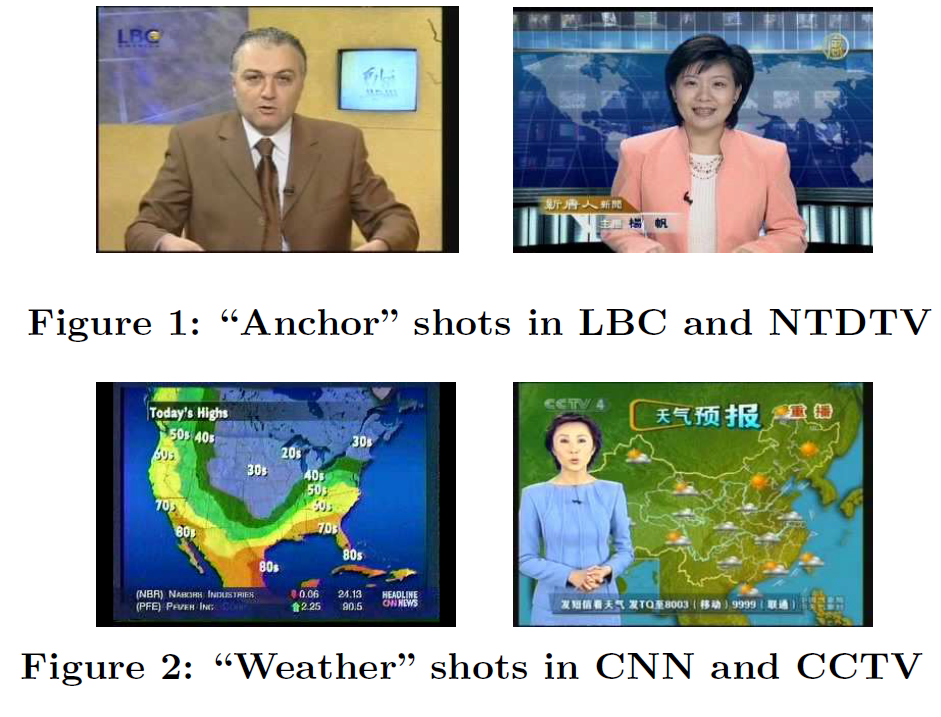 LBC
AMERICA
新唐人新聞
主播 楊 帆
Figure 1: “Anchor” shots in LBC and NTDTV
Today's Highs
50s 40s
30s
60s
20s
30s
40s
50s
60s
70s
70s
80s
80s
80s
(NBR) NABORR INDUSTRIES 0.06 24.13
(PFE) PFIZER INC 2.25 90.5
HEADLINE
CNN NEWS
CCTV 4
天气预报
重播
发短信看天气 发TQ至8003（移动）9999（联通）
Figure 2: “Weather” shots in CNN and CCTV